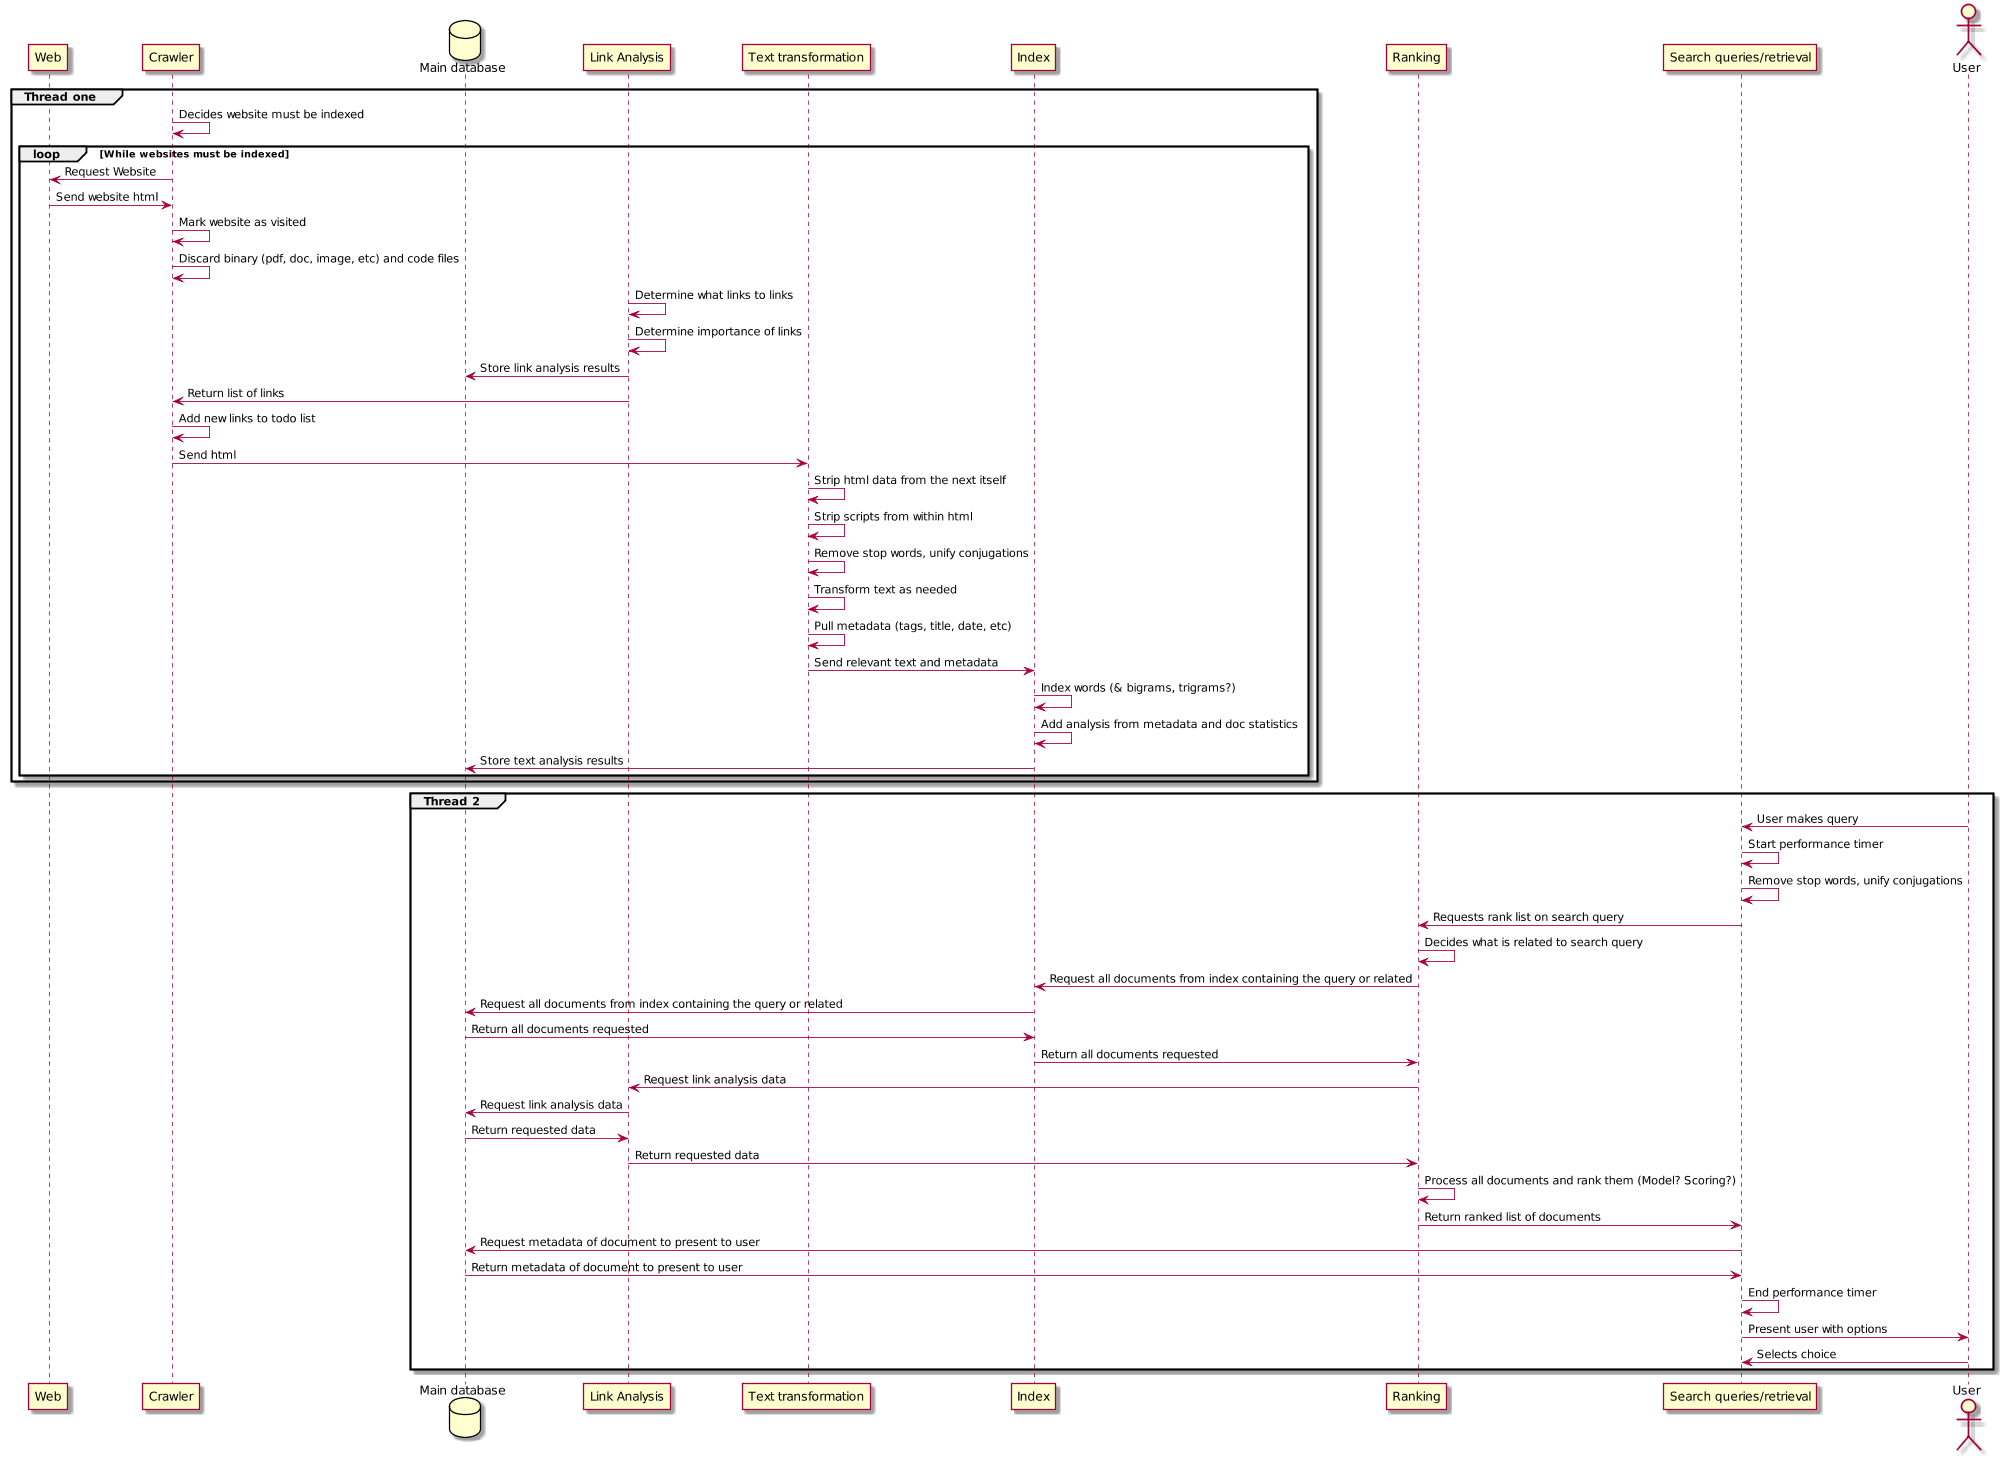 Web
Crawler
Main database
Link Analysis
Text transformation
Index
Ranking
Search queries/retrieval
User
Thread one
Decides website must be indexed
loop [While websites must be indexed]
Request Website
Send website html
Mark website as visited
Discard binary (pdf, doc, image, etc) and code files
Determine what links to links
Determine importance of links
Store link analysis results
Return list of links
Add new links to todo list
Send html
Strip html data from the next itself
Strip scripts from within html
Remove stop words, unify conjugations
Transform text as needed
Pull metadata (tags, title, date, etc)
Send relevant text and metadata
Index words (& bigrams, trigrams?)
Add analysis from metadata and doc statistics
Store text analysis results
Thread 2
User makes query
Start performance timer
Remove stop words, unify conjugations
Requests rank list on search query
Decides what is related to search query
Request all documents from index containing the query or related
Request all documents from index containing the query or related
Return all documents requested
Return all documents requested
Request link analysis data
Request link analysis data
Return requested data
Return requested data
Process all documents and rank them (Model? Scoring?)
Return ranked list of documents
Request metadata of document to present to user
Return metadata of document to present to user
End performance timer
Present user with options
Selects choice
Web
Crawler
Main database
Link Analysis
Text transformation
Index
Ranking
Search queries/retrieval
User